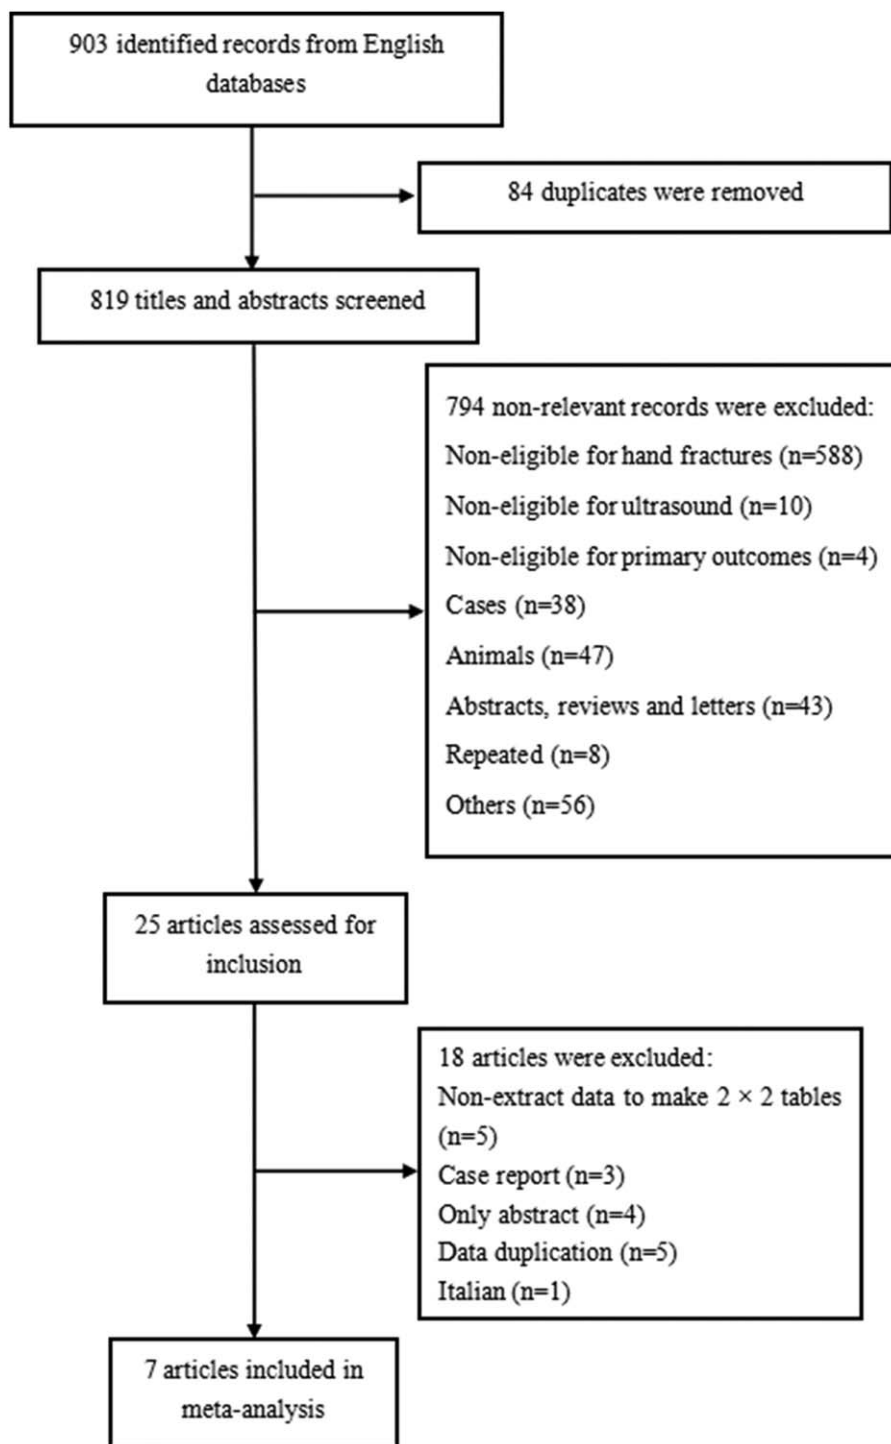 903 identified records from English
databases
84 duplicates were removed
819 titles and abstracts screened
794 non-relevant records were excluded:
Non-eligible for hand fractures (n=588)
Non-eligible for ultrasound (n=10)
Non-eligible for primary outcomes (n=4)
Cases (n=38)
Animals (n=47)
Abstracts, reviews and letters (n=43)
Repeated (n=8)
Others (n=56)
25 articles assessed for
inclusion
18 articles were excluded:
Non-extract data to make 2 × 2 tables
(n=5)
Case report (n=3)
Only abstract (n=4)
Data duplication (n=5)
Italian (n=1)
7 articles included in
meta-analysis